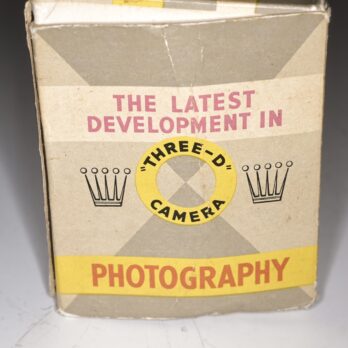 THE LATEST
DEVELOPMENT IN
"THREE-D"
CAMERA
PHOTOGRAPHY